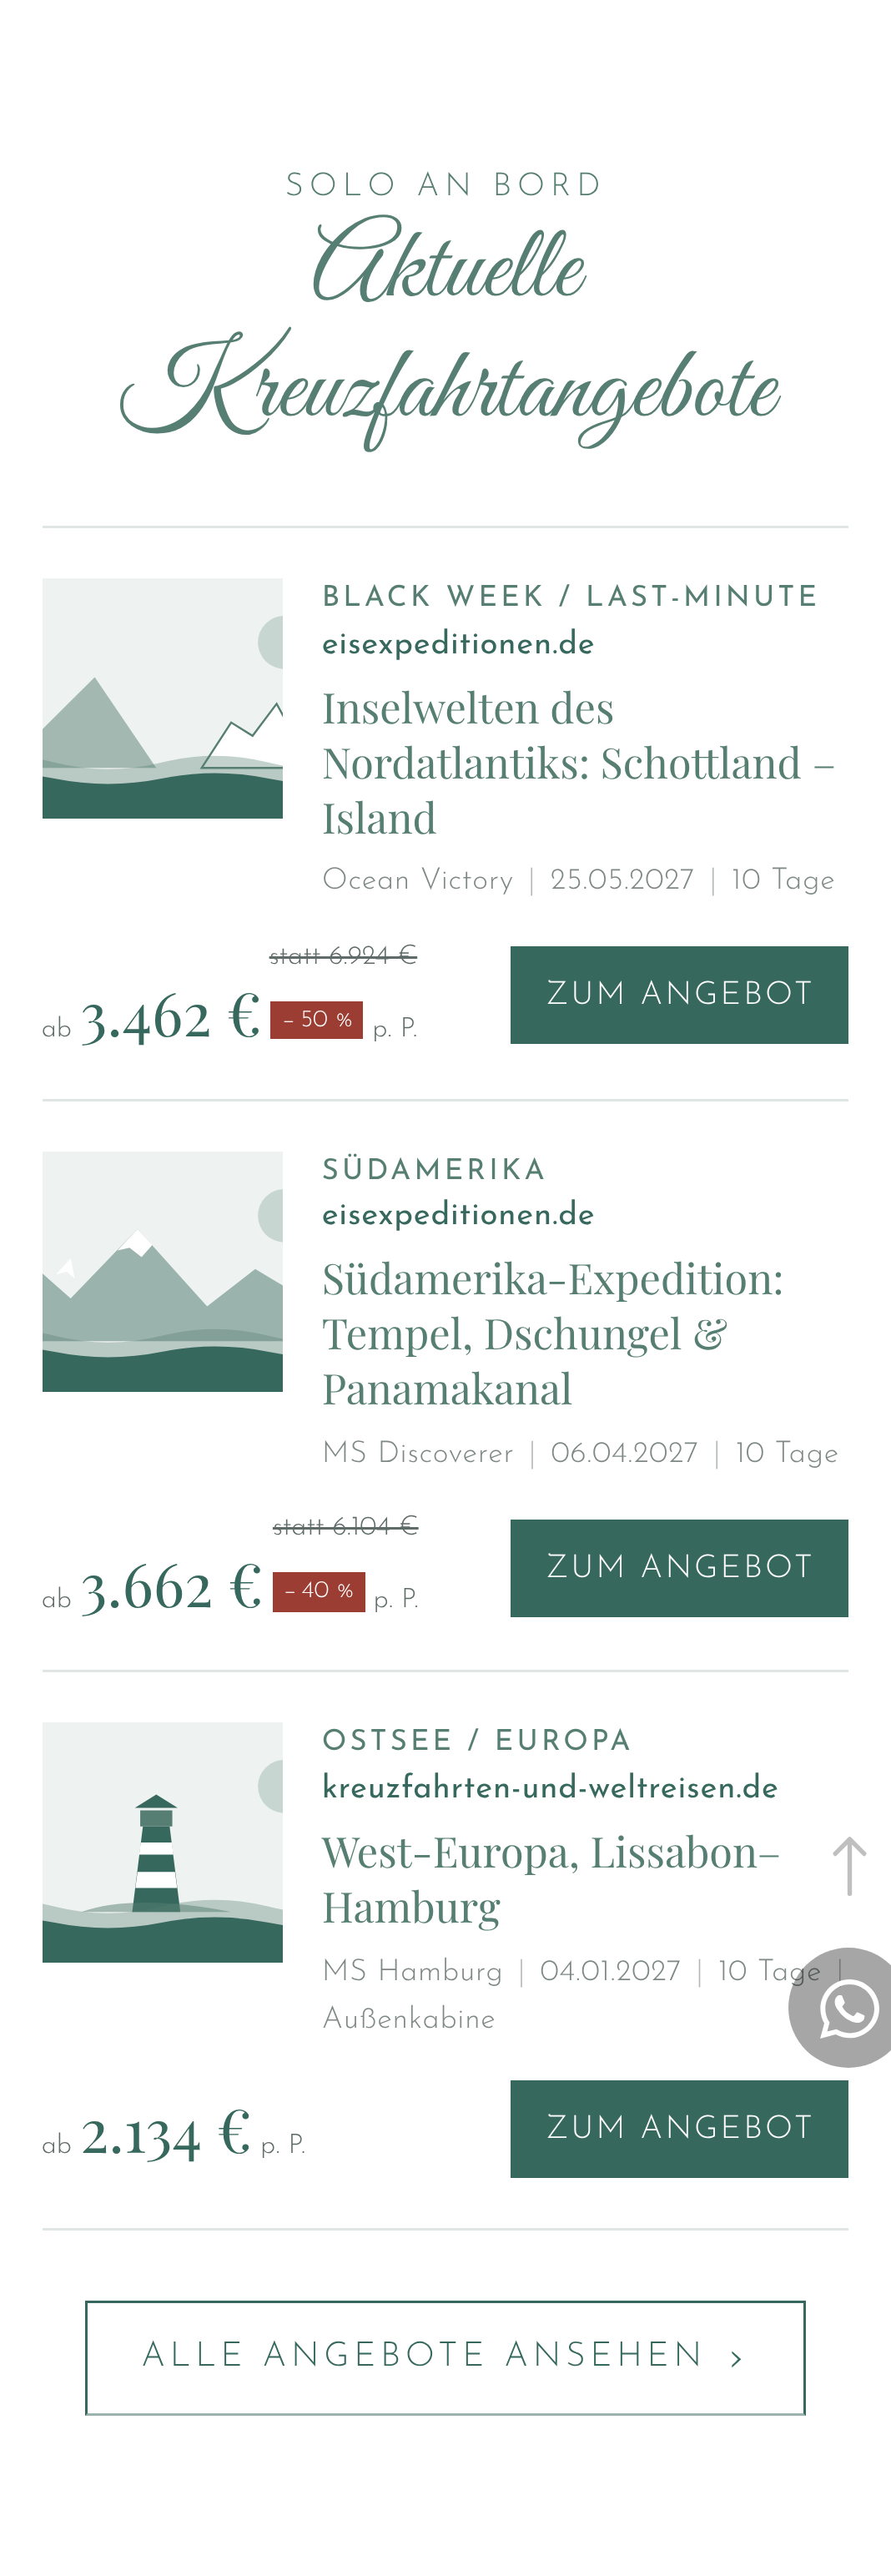 SOLO AN BORD
Aktuelle
Kreuzfahrtangebote
BLACK WEEK / LAST-MINUTE
eisexpeditionen.de
Inselwelten des
Nordatlantiks: Schottland –
Island
Ocean Victory | 25.05.2027 | 10 Tage
statt 6.924 €
ab 3.462 € – 50 % p. P.
ZUM ANGEBOT
SÜDAMERIKA
eisexpeditionen.de
Südamerika-Expedition:
Tempel, Dschungel &
Panamakanal
MS Discoverer | 06.04.2027 | 10 Tage
statt 6.104 €
ab 3.662 € – 40 % p. P.
ZUM ANGEBOT
OSTSEE / EUROPA
kreuzfahrten-und-weltreisen.de
West-Europa, Lissabon–
Hamburg
MS Hamburg | 04.01.2027 | 10 Tage |
Außenkabine
ab 2.134 € p. P.
ZUM ANGEBOT
ALLE ANGEBOTE ANSEHEN ›